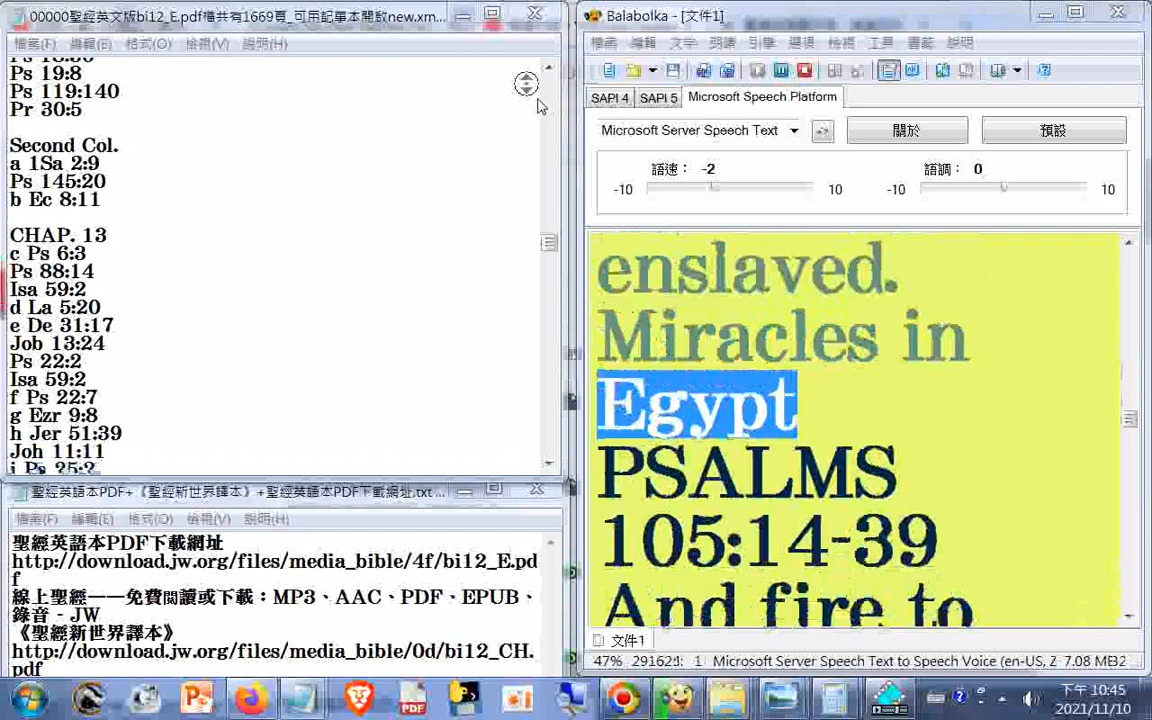 00000聖經英文版bi12_E.pdf檔共有1669頁_可用記事本開啟new.xm...
檔案(F) 編輯(E) 格式(O) 檢視(V) 說明(H)
Ps 19:8
Ps 119:140
Pr 30:5
Second Col.
a 1Sa 2:9
Ps 145:20
b Ec 8:11
CHAP. 13
c Ps 6:3
Ps 88:14
Isa 59:2
d La 5:20
e De 31:17
Job 13:24
Ps 22:2
Isa 59:2
f Ps 22:7
g Ezr 9:8
h Jer 51:39
Joh 11:11
i Ps 25:2
聖經英語本PDF+《聖經新世界譯本》+聖經英語本PDF下載網址.txt ...
檔案(F) 編輯(E) 格式(O) 檢視(V) 說明(H)
聖經英語本PDF下載網址
http://download.jw.org/files/media_bible/4f/bi12_E.pd
f
線上聖經——免費閱讀或下載：MP3、AAC、PDF、EPUB、
錄音 - JW
《聖經新世界譯本》
http://download.jw.org/files/media_bible/0d/bi12_CH.
pdf
Balabolka - [文件1]
檔案 編輯 文字 朗讀 引擎 選項 檢視 工具 書籤 說明
SAPI 4 SAPI 5 Microsoft Speech Platform
Microsoft Server Speech Text 關於 預設
語速： -2 語調： 0
-10 10 -10 10
enslaved.
Miracles in
Egypt
PSALMS
105:14-39
And fire to
文件1
47% 29162: 1 Microsoft Server Speech Text to Speech Voice (en-US, Z 7.08 MB
下午 10:45
2021/11/10